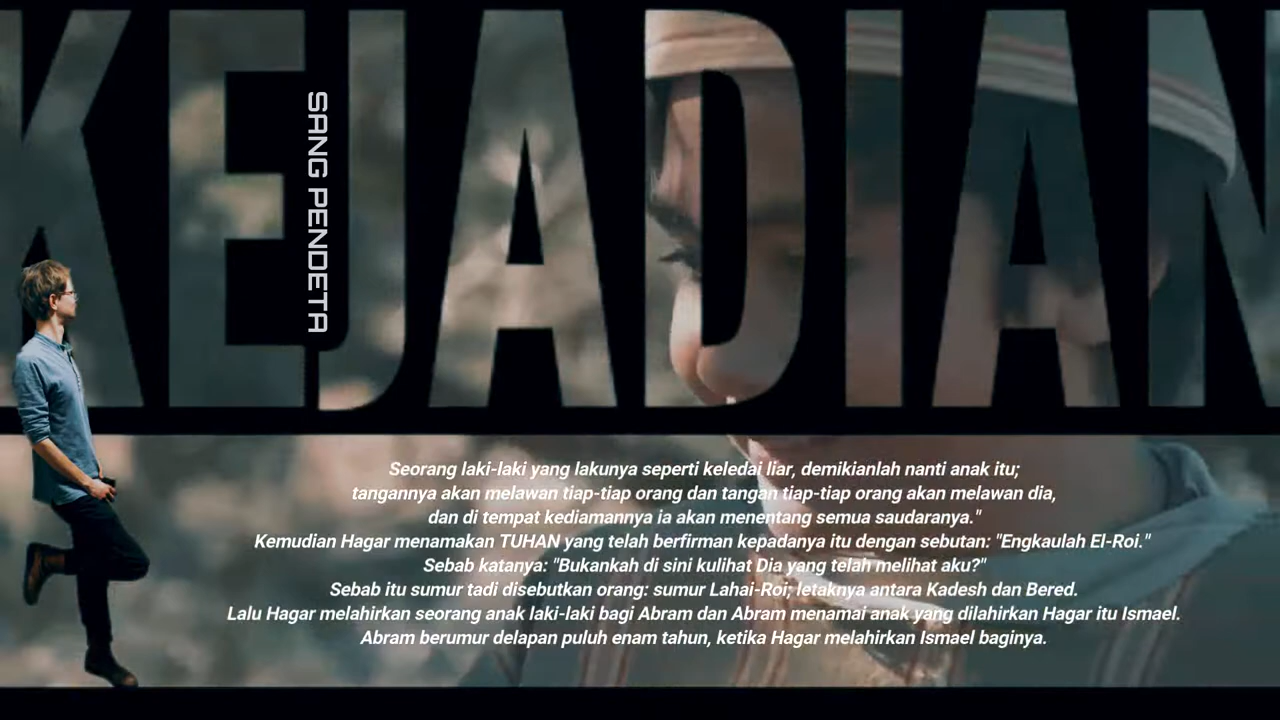 KEJADIAN
SANG PENDETA
Seorang laki-laki yang lakunya seperti keledai liar, demikianlah nanti anak itu;
tangannya akan melawan tiap-tiap orang dan tangan tiap-tiap orang akan melawan dia,
dan di tempat kediamannya ia akan menentang semua saudaranya."
Kemudian Hagar menamakan TUHAN yang telah berfirman kepadanya itu dengan sebutan: "Engkaulah El-Roi."
Sebab katanya: "Bukankah di sini kulihat Dia yang telah melihat aku?"
Sebab itu sumur tadi disebutkan orang: sumur Lahai-Roi; letaknya antara Kadesh dan Bered.
Lalu Hagar melahirkan seorang anak laki-laki bagi Abram dan Abram menamai anak yang dilahirkan Hagar itu Ismael.
Abram berumur delapan puluh enam tahun, ketika Hagar melahirkan Ismael baginya.